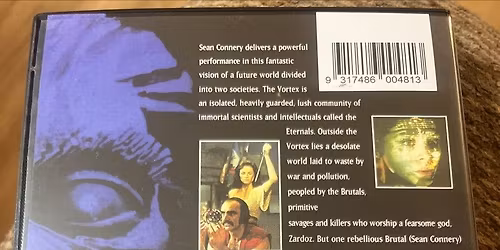 Sean Connery delivers a powerful
performance in this fantastic
vision of a future world divided
into two societies. The Vortex is
an isolated, heavily guarded, lush community of
immortal scientists and intellectuals called the
Eternals. Outside the
Vortex lies a desolate
world laid to waste by
war and pollution,
peopled by the Brutals,
primitive
savages and killers who worship a fearsome god,
Zardoz. But one rebellious Brutal (Sean Connery)
9 317486 004813